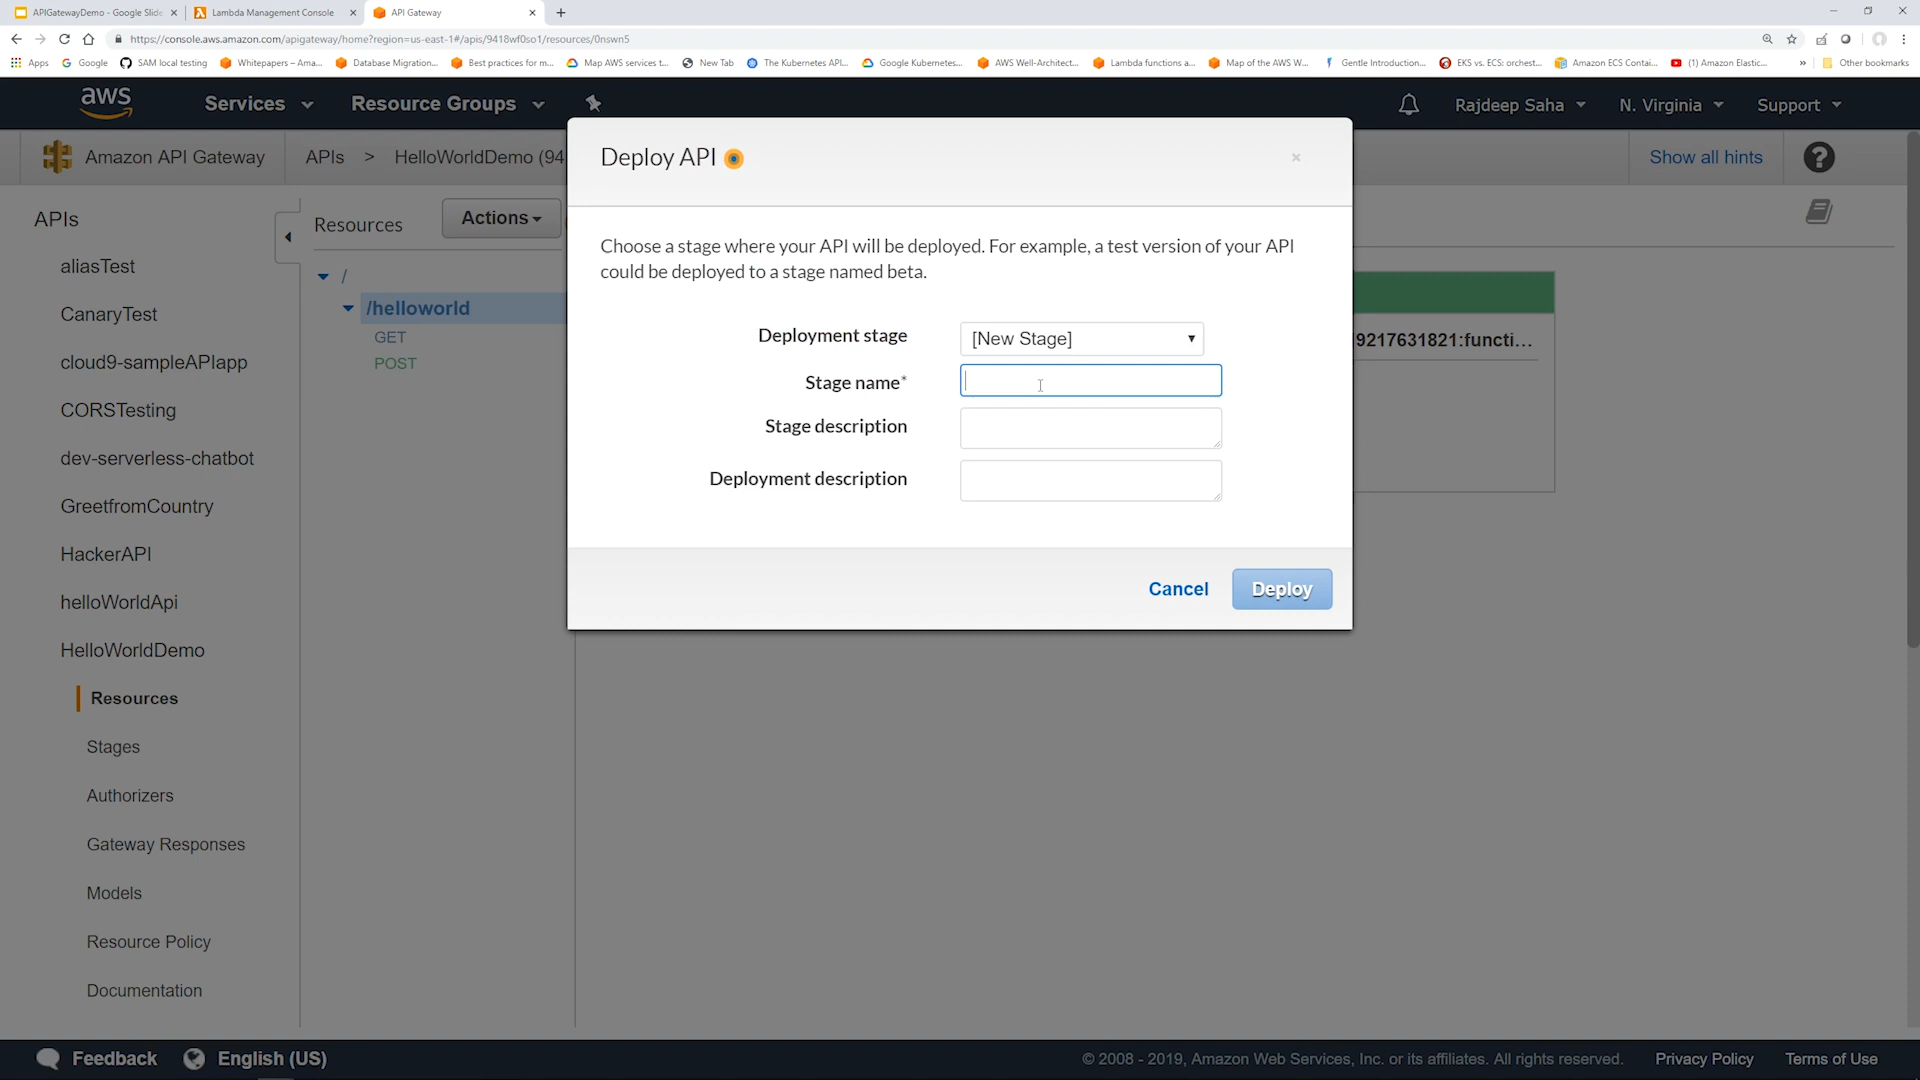 APIGatewayDemo - Google Slide
Lambda Management Console
API Gateway
https://console.aws.amazon.com/apigateway/home?region=us-east-1#/apis/9418wf0so1/resources/0nswn5
Apps
Google
SAM local testing
Whitepapers – Ama...
Database Migration...
Best practices for m...
Map AWS services t...
New Tab
The Kubernetes API...
Google Kubernetes...
AWS Well-Architect...
Lambda functions a...
Map of the AWS W...
Gentle Introduction...
EKS vs. ECS: orchest...
Amazon ECS Contai...
(1) Amazon Elastic...
»
Other bookmarks
aws
Services
Resource Groups
Rajdeep Saha
N. Virginia
Support
Amazon API Gateway
APIs > HelloWorldDemo (94
Show all hints
?
APIs
aliasTest
CanaryTest
cloud9-sampleAPIapp
CORSTesting
dev-serverless-chatbot
GreetfromCountry
HackerAPI
helloWorldApi
HelloWorldDemo
Resources
Stages
Authorizers
Gateway Responses
Models
Resource Policy
Documentation
Resources
Actions
/
/helloworld
GET
POST
Deploy API
×
Choose a stage where your API will be deployed. For example, a test version of your API
could be deployed to a stage named beta.
Deployment stage
[New Stage]
Stage name*
Stage description
Deployment description
Cancel
Deploy
9217631821:functi...
Feedback
English (US)
© 2008 - 2019, Amazon Web Services, Inc. or its affiliates. All rights reserved.
Privacy Policy
Terms of Use